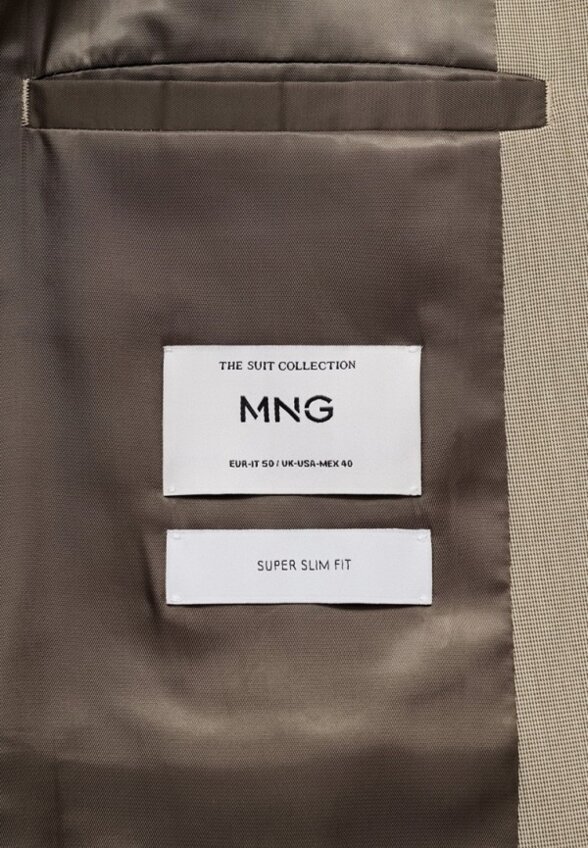 THE SUIT COLLECTION
MNG
EUR-IT 50 / UK-USA-MEX 40
SUPER SLIM FIT